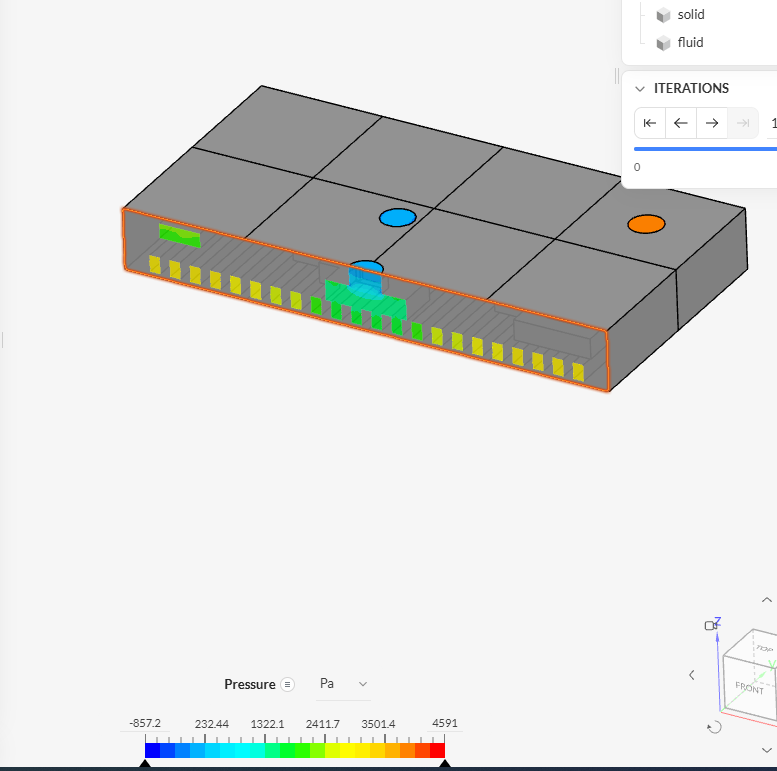 solid
fluid
ITERATIONS
1
0
Z
TOP
FRONT
Pressure Pa
-857.2 232.44 1322.1 2411.7 3501.4 4591